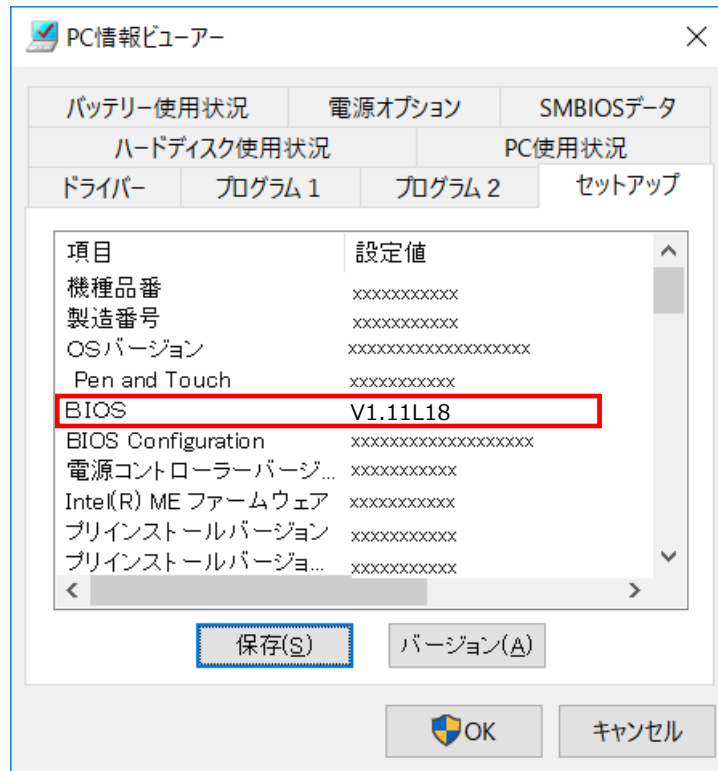 PC情報ビューアー
バッテリー使用状況 電源オプション SMBIOSデータ
ハードディスク使用状況 PC使用状況
ドライバー プログラム 1 プログラム 2 セットアップ
項目 設定値
機種品番 xxxxxxxxxxx
製造番号 xxxxxxxxxxx
OSバージョン xxxxxxxxxxxxxxxxxxx
Pen and Touch xxxxxxxxxxx
BIOS V1.11L18
BIOS Configuration xxxxxxxxxxxxxxxxxxx
電源コントローラーバージ... xxxxxxxxxxx
Intel(R) ME ファームウェア xxxxxxxxxxx
プリインストールバージョン xxxxxxxxxxx
プリインストールバージョ... xxxxxxxxxxx
保存(S) バージョン(A)
OK キャンセル